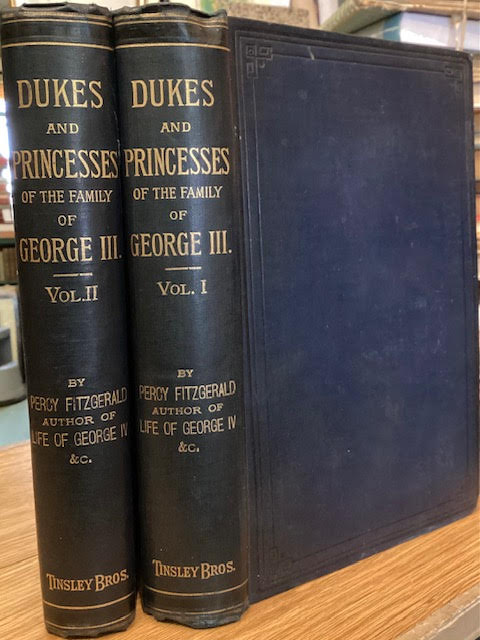 DUKES
AND
PRINCESSES
OF THE FAMILY
OF
GEORGE III.
VOL. II
BY
PERCY FITZGERALD
AUTHOR OF
LIFE OF GEORGE IV
&C.
TINSLEY BROS.
DUKES
AND
PRINCESSES
OF THE FAMILY
OF
GEORGE III.
VOL. I
BY
PERCY FITZGERALD
AUTHOR OF
LIFE OF GEORGE IV
&C.
TINSLEY BROS.